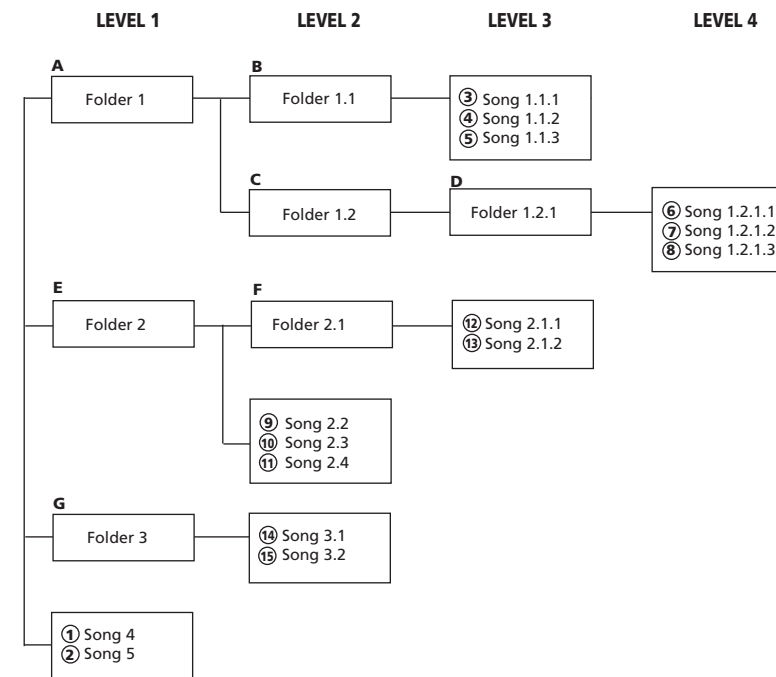 LEVEL 1 LEVEL 2 LEVEL 3 LEVEL 4
A B
Folder 1 Folder 1.1
③ Song 1.1.1
④ Song 1.1.2
⑤ Song 1.1.3
C D
Folder 1.2 Folder 1.2.1
⑥ Song 1.2.1.1
⑦ Song 1.2.1.2
⑧ Song 1.2.1.3
E F
Folder 2 Folder 2.1
⑫ Song 2.1.1
⑬ Song 2.1.2
⑨ Song 2.2
⑩ Song 2.3
⑪ Song 2.4
G
Folder 3
⑭ Song 3.1
⑮ Song 3.2
① Song 4
② Song 5